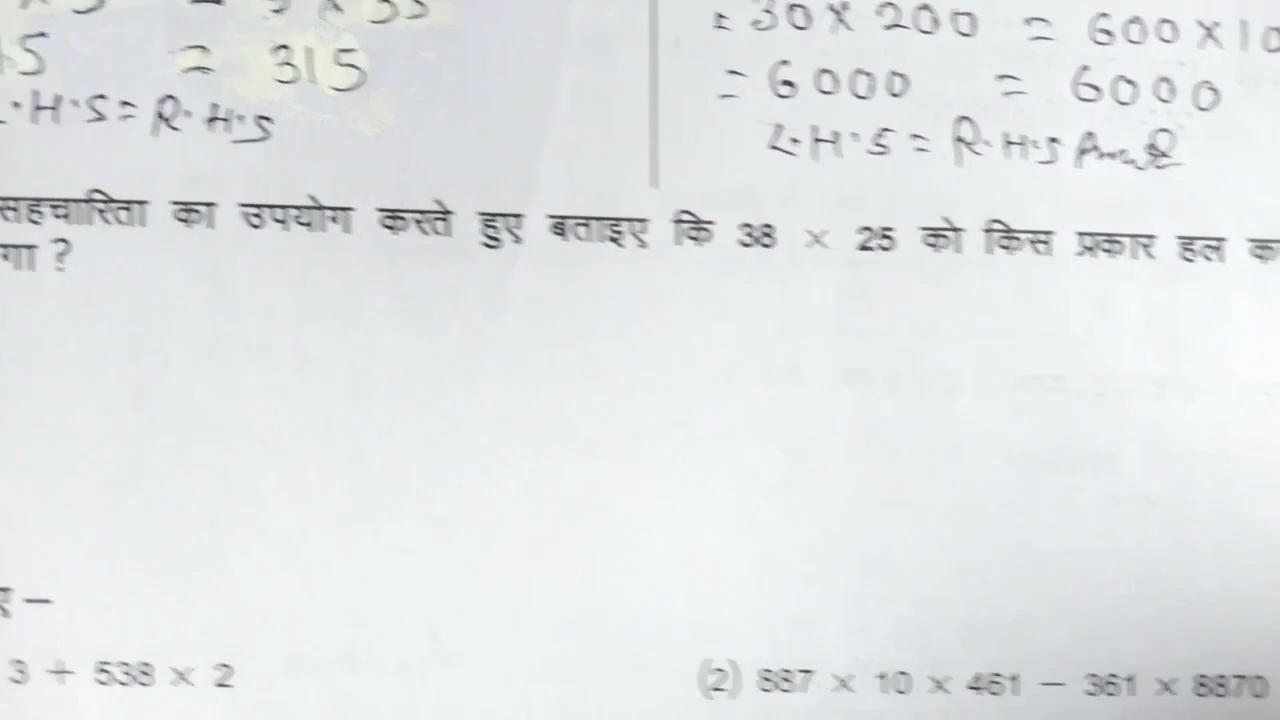 = 315
= 30 × 200 = 600 × 10
= 6000 = 6000
L.H.S = R.H.S
L.H.S = R.H.S
सहचारिता का उपयोग करते हुए बताइए कि 38 × 25 को किस प्रकार हल
गा ?
3 + 538 × 2
(2) 887 × 10 × 461 – 361 × 8870